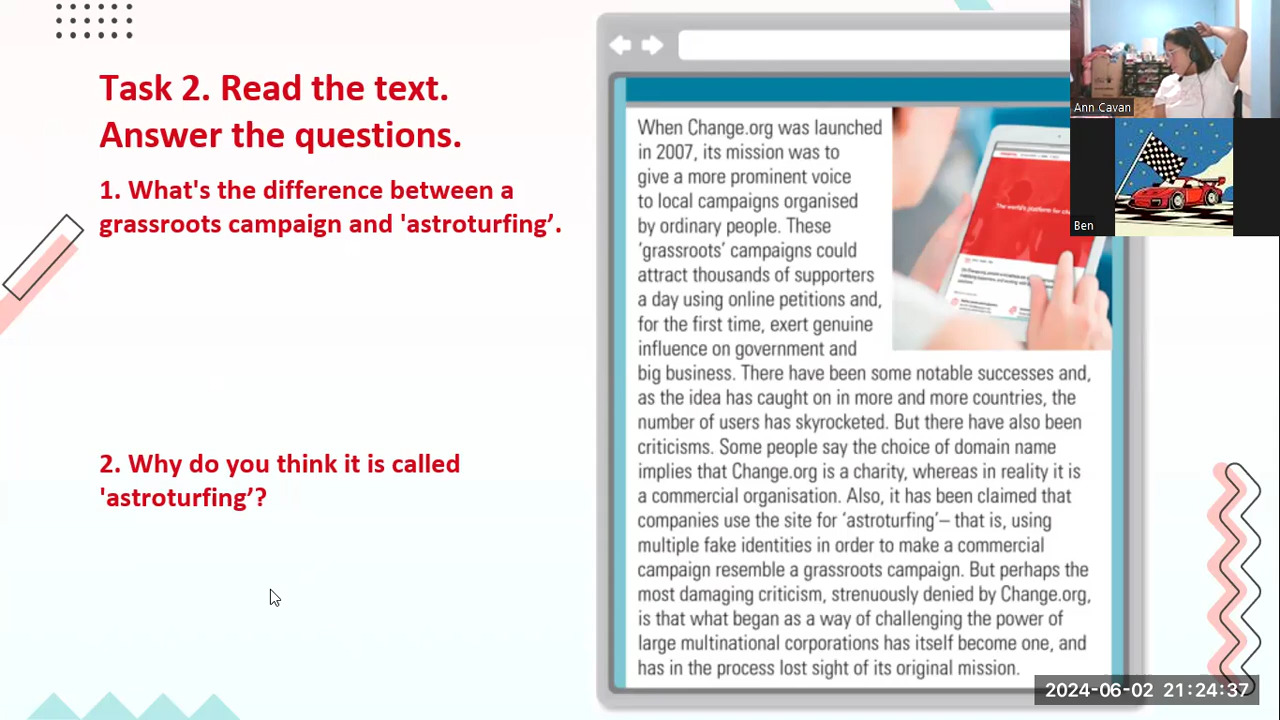 Task 2. Read the text.
Answer the questions.
1. What's the difference between a
grassroots campaign and 'astroturfing’.
2. Why do you think it is called
'astroturfing’?
When Change.org was launched
in 2007, its mission was to
give a more prominent voice
to local campaigns organised
by ordinary people. These
‘grassroots’ campaigns could
attract thousands of supporters
a day using online petitions and,
for the first time, exert genuine
influence on government and
big business. There have been some notable successes and,
as the idea has caught on in more and more countries, the
number of users has skyrocketed. But there have also been
criticisms. Some people say the choice of domain name
implies that Change.org is a charity, whereas in reality it is
a commercial organisation. Also, it has been claimed that
companies use the site for ‘astroturfing’– that is, using
multiple fake identities in order to make a commercial
campaign resemble a grassroots campaign. But perhaps the
most damaging criticism, strenuously denied by Change.org,
is that what began as a way of challenging the power of
large multinational corporations has itself become one, and
has in the process lost sight of its original mission.
Ann Cavan
Ben
2024-06-02 21:24:37